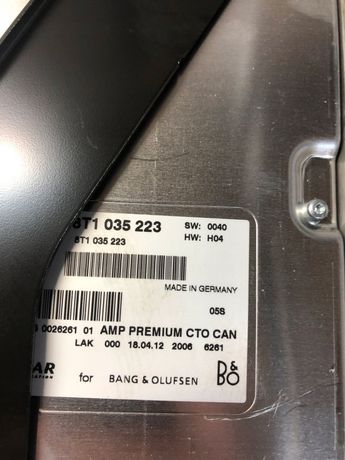 8T1 035 223 SW: 0040
8T1 035 223 HW: H04
MADE IN GERMANY
05S
0026261 01 AMP PREMIUM CTO CAN
LAK 000 18.04.12 2006 6261
for BANG & OLUFSEN B&O